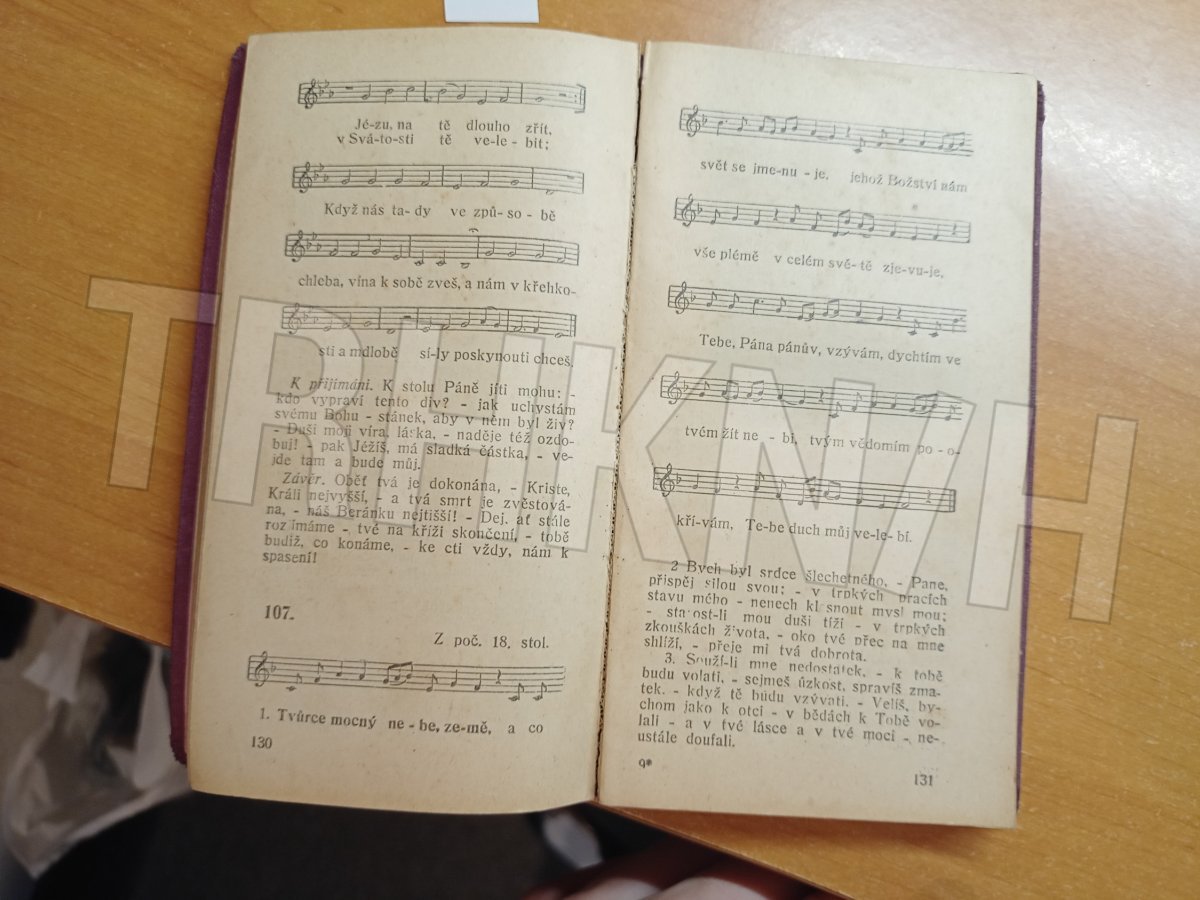 Jé-zu, na tě dlouho zřít,
v Svá-to-sti tě ve-le-bit;
Když nás ta-dy ve způ-so-bě
chleba, vína k sobě zveš, a nám v křehko-
sti a mdlobě sí-ly poskynouti chceš.
K přijímání. K stolu Páně jíti mohu: -
kdo vypraví tento div? - jak uchystám
svému Bohu - stánek, aby v něm byl živ?
- Duši moji víra, láska, - naděje též ozdo-
buj! - pak Ježíš, má sladká částka, - ve-
jde tam a bude můj.
Závěr. Oběť tvá je dokonána, - Kriste,
Králi nejvyšší, - a tvá smrt je zvěstová-
na, - náš Beránku nejtišší! - Dej, ať stále
rozjímáme - tvé na kříži skončení, - tobě
budiž, co konáme, - ke cti vždy, nám k
spasení!
107.
Z poč. 18. stol.
1. Tvůrce mocný ne-be, ze-mě, a co
130
svět se jme-nu-je, jehož Božství nám
vše plémě v celém svě-tě zje-vu-je,
Tebe, Pána pánův, vzývám, dychtím ve
tvém žít ne-bi, tvým vědomím po-o-
kří-vám, Te-be duch můj ve-le-bí.
2 Bych byl srdce šlechetného, - Pane,
přispěj silou svou; - v trpkých pracích
stavu mého - nenech klesnout mysl mou;
- starost-li mou duši tíží - v trpkých
zkouškách života, - oko tvé přec na mne
shlíží, - přeje mi tvá dobrota.
3. Souží-li mne nedostatek, - k tobě
budu volati, - sejmeš úzkost, spravíš zma-
tek, - když tě budu vzývati. - Velíš, by-
chom jako k otci - v bědách k Tobě vo-
lali - a v tvé lásce a v tvé moci - ne-
ustále doufali.
9*
131
TRHKNIH